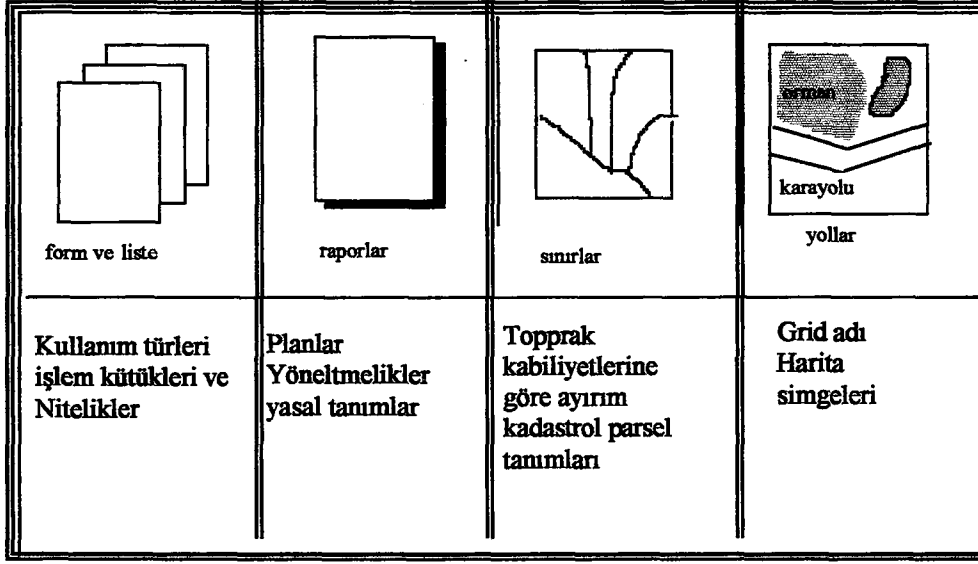 form ve liste
Kullanım türleri
işlem kütükleri ve
Nitelikler
raporlar
Planlar
Yöneltmelikler
yasal tanımlar
sınırlar
Topprak
kabiliyetlerine
göre ayırım
kadastrol parsel
tanımları
orman
karayolu
yollar
Grid adı
Harita
simgeleri